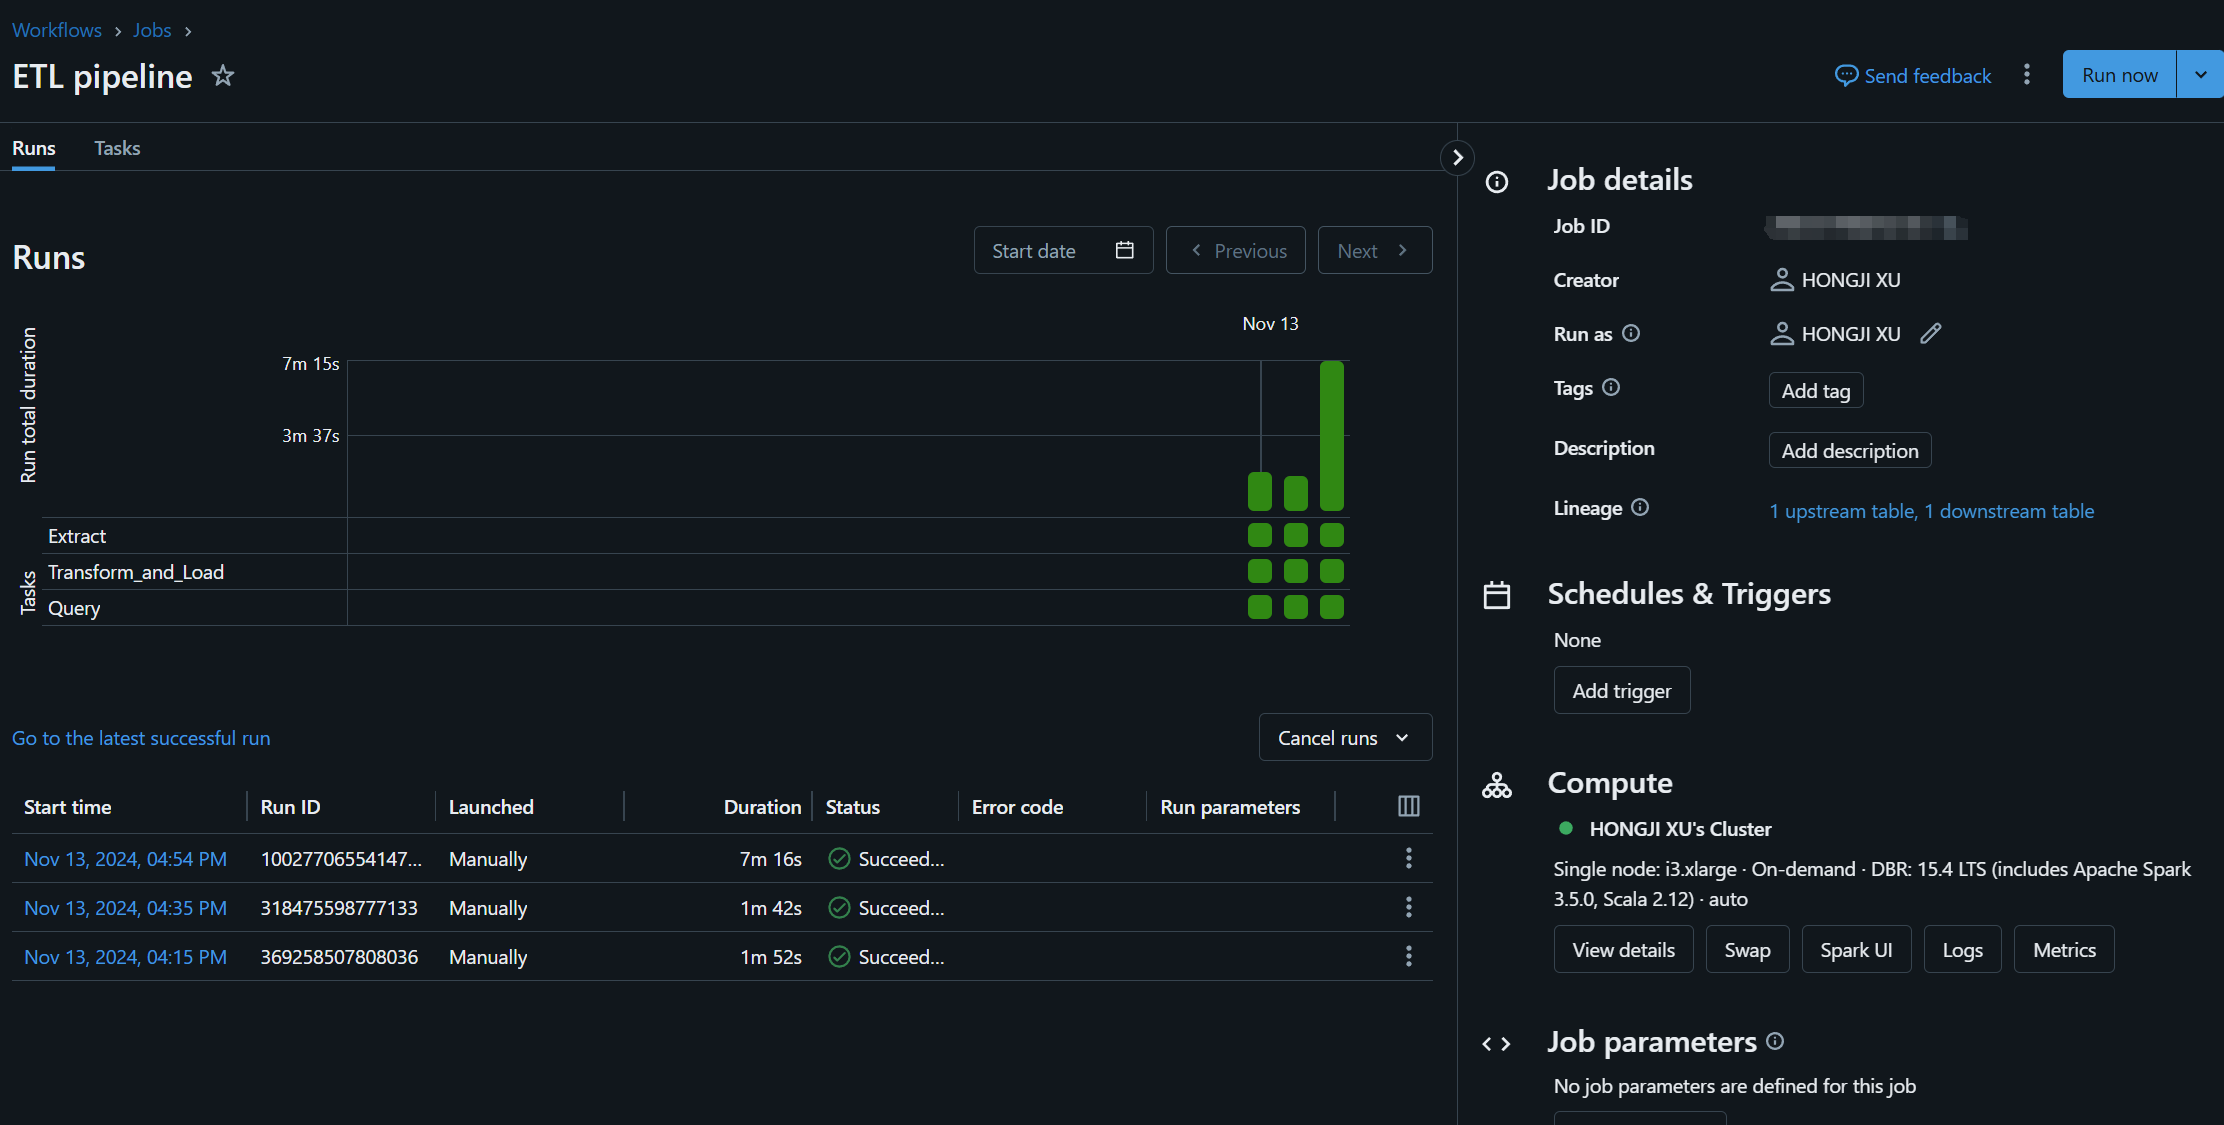 Workflows > Jobs >
ETL pipeline
Send feedback
Run now
Runs
Tasks
Runs
Start date
Previous
Next
Nov 13
Run total duration
7m 15s
3m 37s
Tasks
Extract
Transform_and_Load
Query
Go to the latest successful run
Cancel runs
Start time Run ID Launched Duration Status Error code Run parameters
Nov 13, 2024, 04:54 PM 10027706554147... Manually 7m 16s Succeed...
Nov 13, 2024, 04:35 PM 318475598777133 Manually 1m 42s Succeed...
Nov 13, 2024, 04:15 PM 369258507808036 Manually 1m 52s Succeed...
Job details
Job ID
Creator HONGJI XU
Run as HONGJI XU
Tags Add tag
Description Add description
Lineage 1 upstream table, 1 downstream table
Schedules & Triggers
None
Add trigger
Compute
HONGJI XU's Cluster
Single node: i3.xlarge · On-demand · DBR: 15.4 LTS (includes Apache Spark
3.5.0, Scala 2.12) · auto
View details
Swap
Spark UI
Logs
Metrics
Job parameters
No job parameters are defined for this job